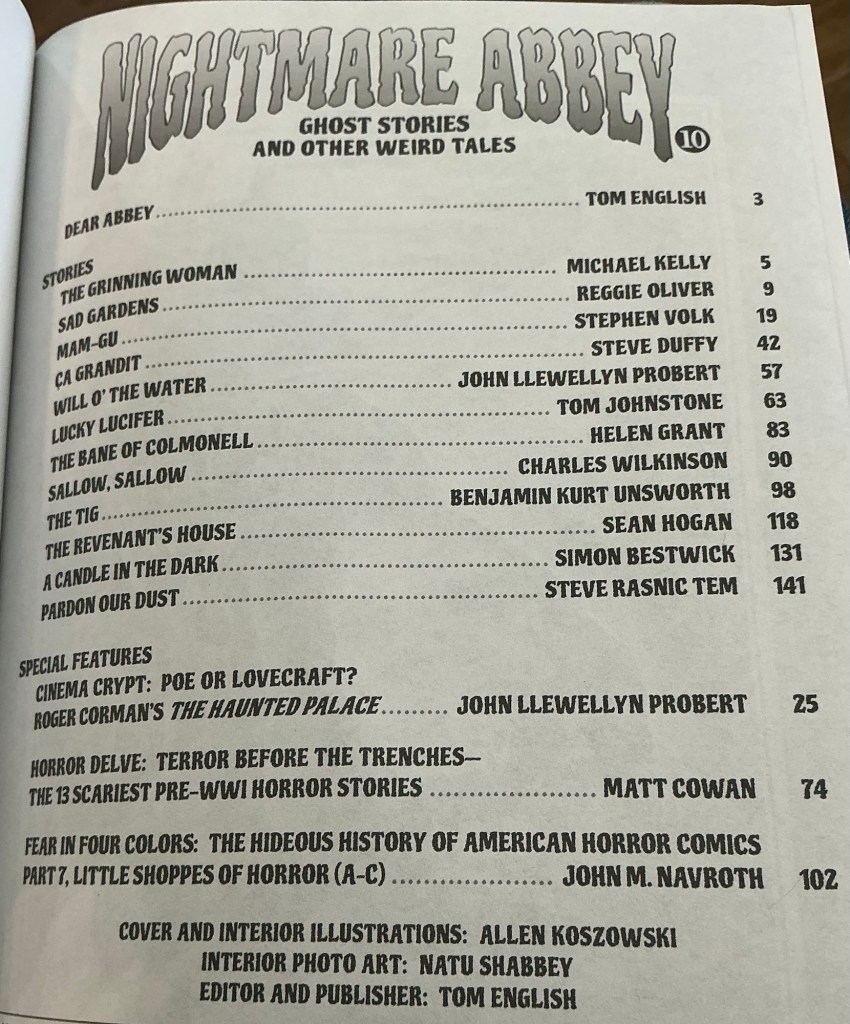 NIGHTMARE ABBEY
10
GHOST STORIES
AND OTHER WEIRD TALES
DEAR ABBEY........................................................... TOM ENGLISH 3
STORIES
THE GRINNING WOMAN ........................................... MICHAEL KELLY 5
SAD GARDENS ........................................................ REGGIE OLIVER 9
MAM-GU ............................................................... STEPHEN VOLK 19
ÇA GRANDIT ............................................................ STEVE DUFFY 42
WILL O' THE WATER ................................. JOHN LLEWELLYN PROBERT 57
LUCKY LUCIFER ..................................................... TOM JOHNSTONE 63
THE BANE OF COLMONELL ............................................. HELEN GRANT 83
SALLOW, SALLOW ............................................ CHARLES WILKINSON 90
THE TIG .............................................. BENJAMIN KURT UNSWORTH 98
THE REVENANT'S HOUSE ................................................ SEAN HOGAN 118
A CANDLE IN THE DARK ............................................ SIMON BESTWICK 131
PARDON OUR DUST ................................................ STEVE RASNIC TEM 141
SPECIAL FEATURES
CINEMA CRYPT: POE OR LOVECRAFT?
ROGER CORMAN'S THE HAUNTED PALACE......... JOHN LLEWELLYN PROBERT 25
HORROR DELVE: TERROR BEFORE THE TRENCHES—
THE 13 SCARIEST PRE-WWI HORROR STORIES ...................... MATT COWAN 74
FEAR IN FOUR COLORS: THE HIDEOUS HISTORY OF AMERICAN HORROR COMICS
PART 7, LITTLE SHOPPES OF HORROR (A-C) ..................... JOHN M. NAVROTH 102
COVER AND INTERIOR ILLUSTRATIONS: ALLEN KOSZOWSKI
INTERIOR PHOTO ART: NATU SHABBEY
EDITOR AND PUBLISHER: TOM ENGLISH